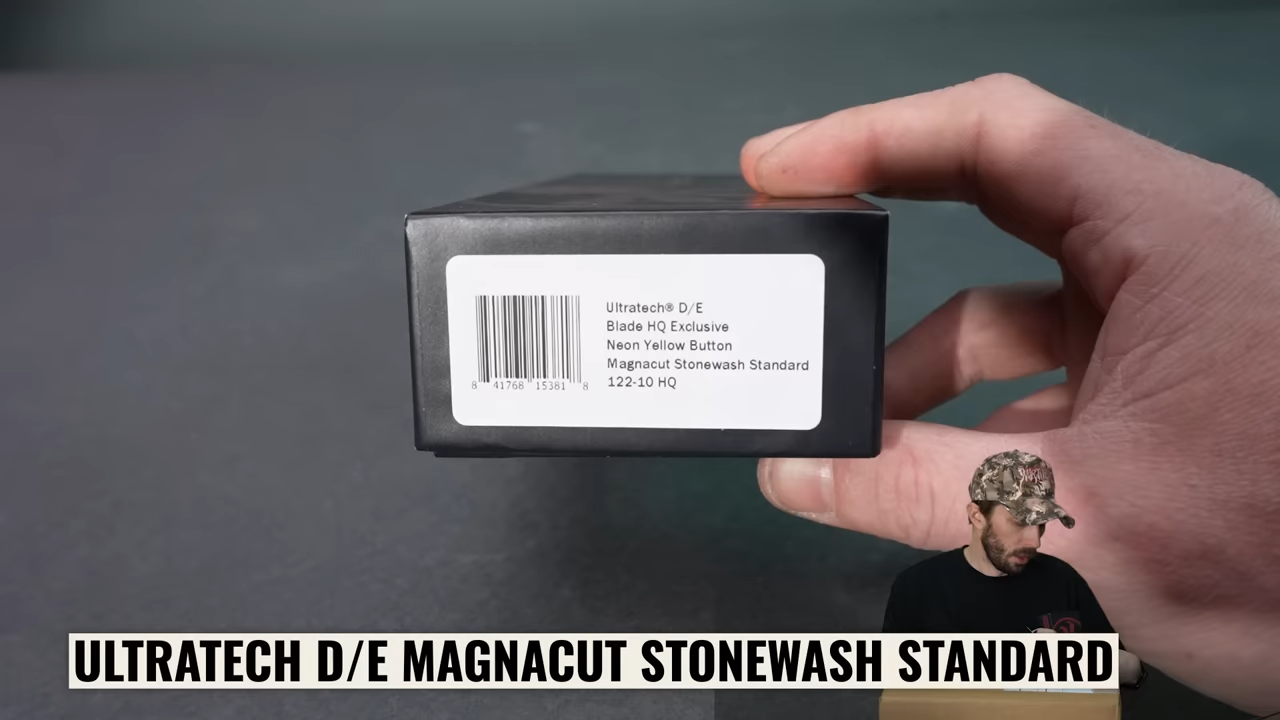 Ultratech® D/E
Blade HQ Exclusive
Neon Yellow Button
Magnacut Stonewash Standard
122-10 HQ
8 41768 15381 8
ULTRATECH D/E MAGNACUT STONEWASH STANDARD